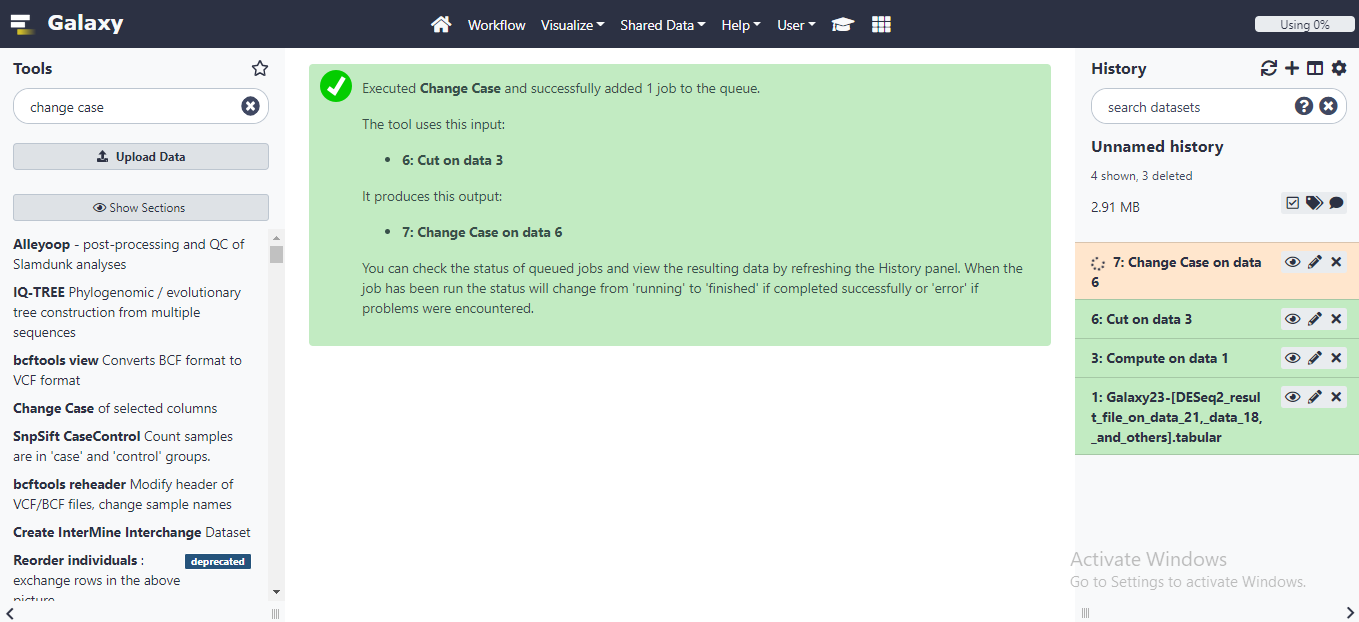 Galaxy
Workflow
Visualize
Shared Data
Help
User
Using 0%
Tools
change case
Upload Data
Show Sections
Alleyoop - post-processing and QC of
Slamdunk analyses
IQ-TREE Phylogenomic / evolutionary
tree construction from multiple
sequences
bcftools view Converts BCF format to
VCF format
Change Case of selected columns
SnpSift CaseControl Count samples
are in 'case' and 'control' groups.
bcftools reheader Modify header of
VCF/BCF files, change sample names
Create InterMine Interchange Dataset
Reorder individuals : deprecated
exchange rows in the above
picture
Executed Change Case and successfully added 1 job to the queue.
The tool uses this input:
• 6: Cut on data 3
It produces this output:
• 7: Change Case on data 6
You can check the status of queued jobs and view the resulting data by refreshing the History panel. When the
job has been run the status will change from 'running' to 'finished' if completed successfully or 'error' if
problems were encountered.
History
search datasets
Unnamed history
4 shown, 3 deleted
2.91 MB
7: Change Case on data
6
6: Cut on data 3
3: Compute on data 1
1: Galaxy23-[DESeq2_resul
t_file_on_data_21,_data_18,
_and_others].tabular
Activate Windows
Go to Settings to activate Windows.